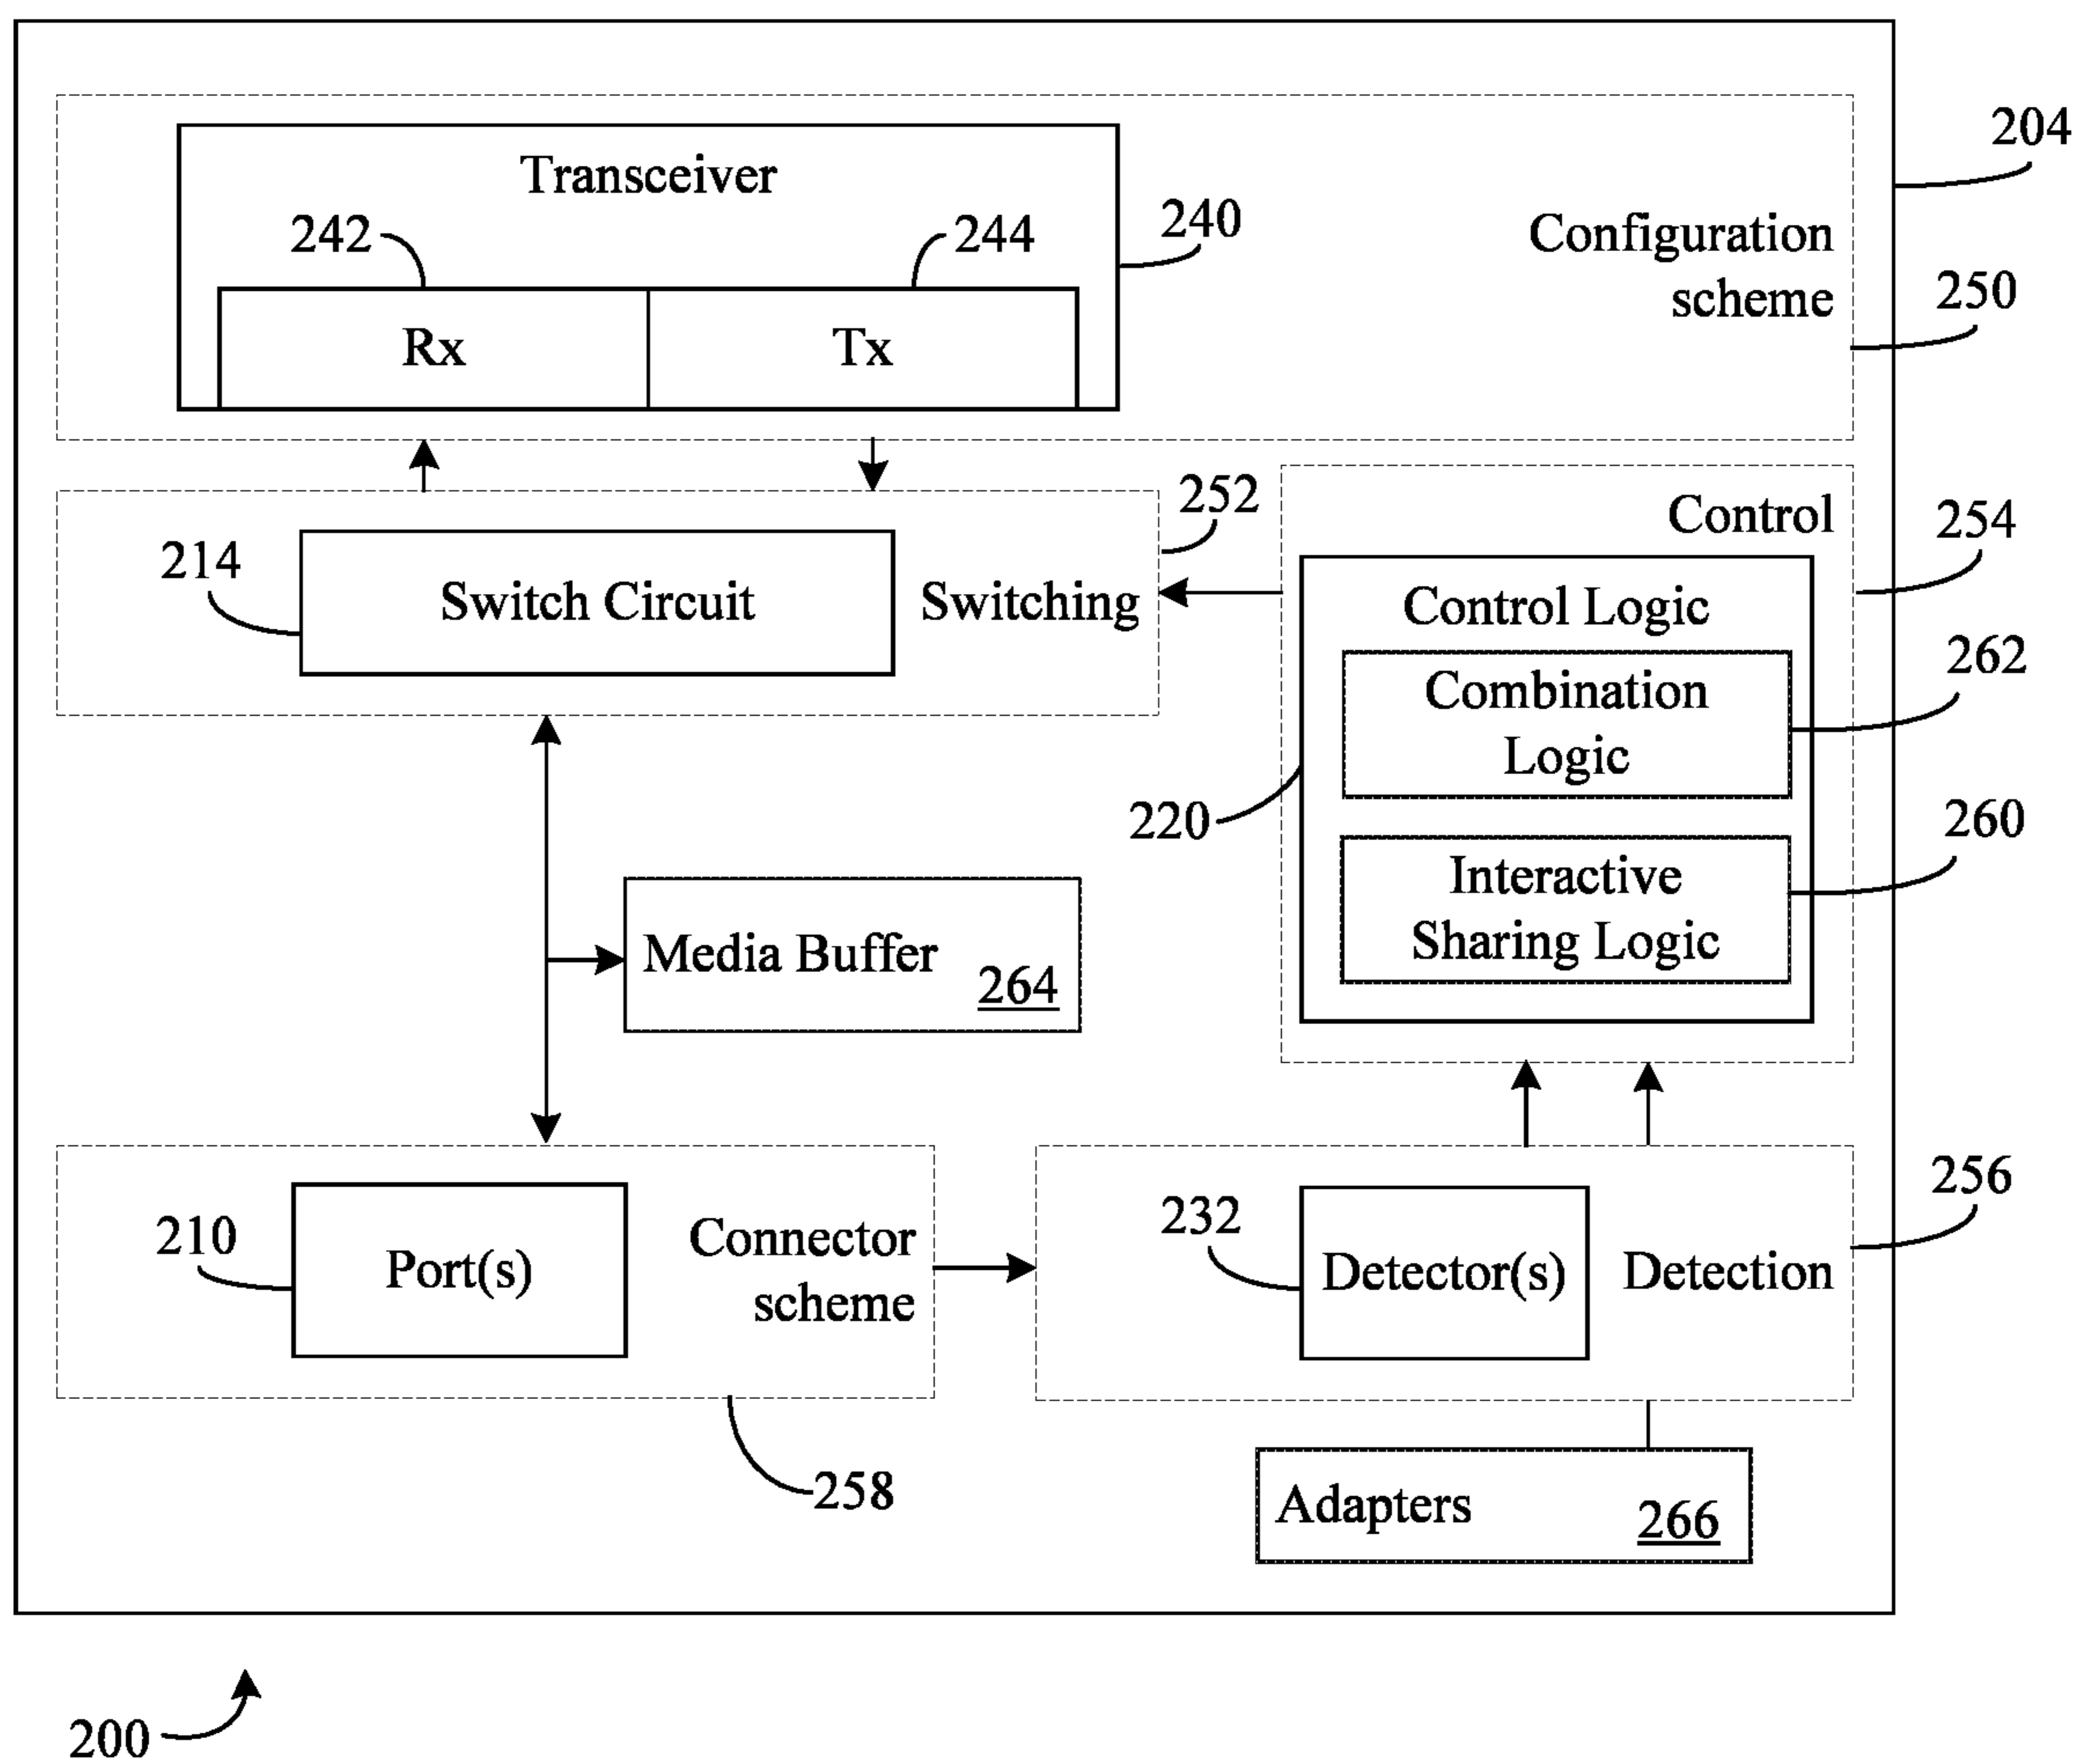 204
Transceiver
240
242
244
Configuration
scheme
250
Rx
Tx
252
Control
254
214
Switch Circuit
Switching
Control Logic
262
Combination
Logic
220
260
Interactive
Sharing Logic
Media Buffer
264
256
210
Port(s)
Connector
scheme
232
Detector(s)
Detection
258
Adapters
266
200